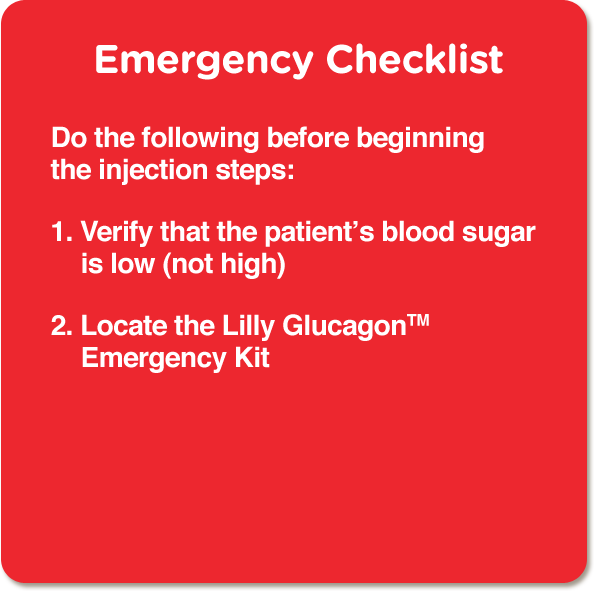 Emergency Checklist
Do the following before beginning
the injection steps:
1. Verify that the patient’s blood sugar
is low (not high)
2. Locate the Lilly Glucagon™
Emergency Kit